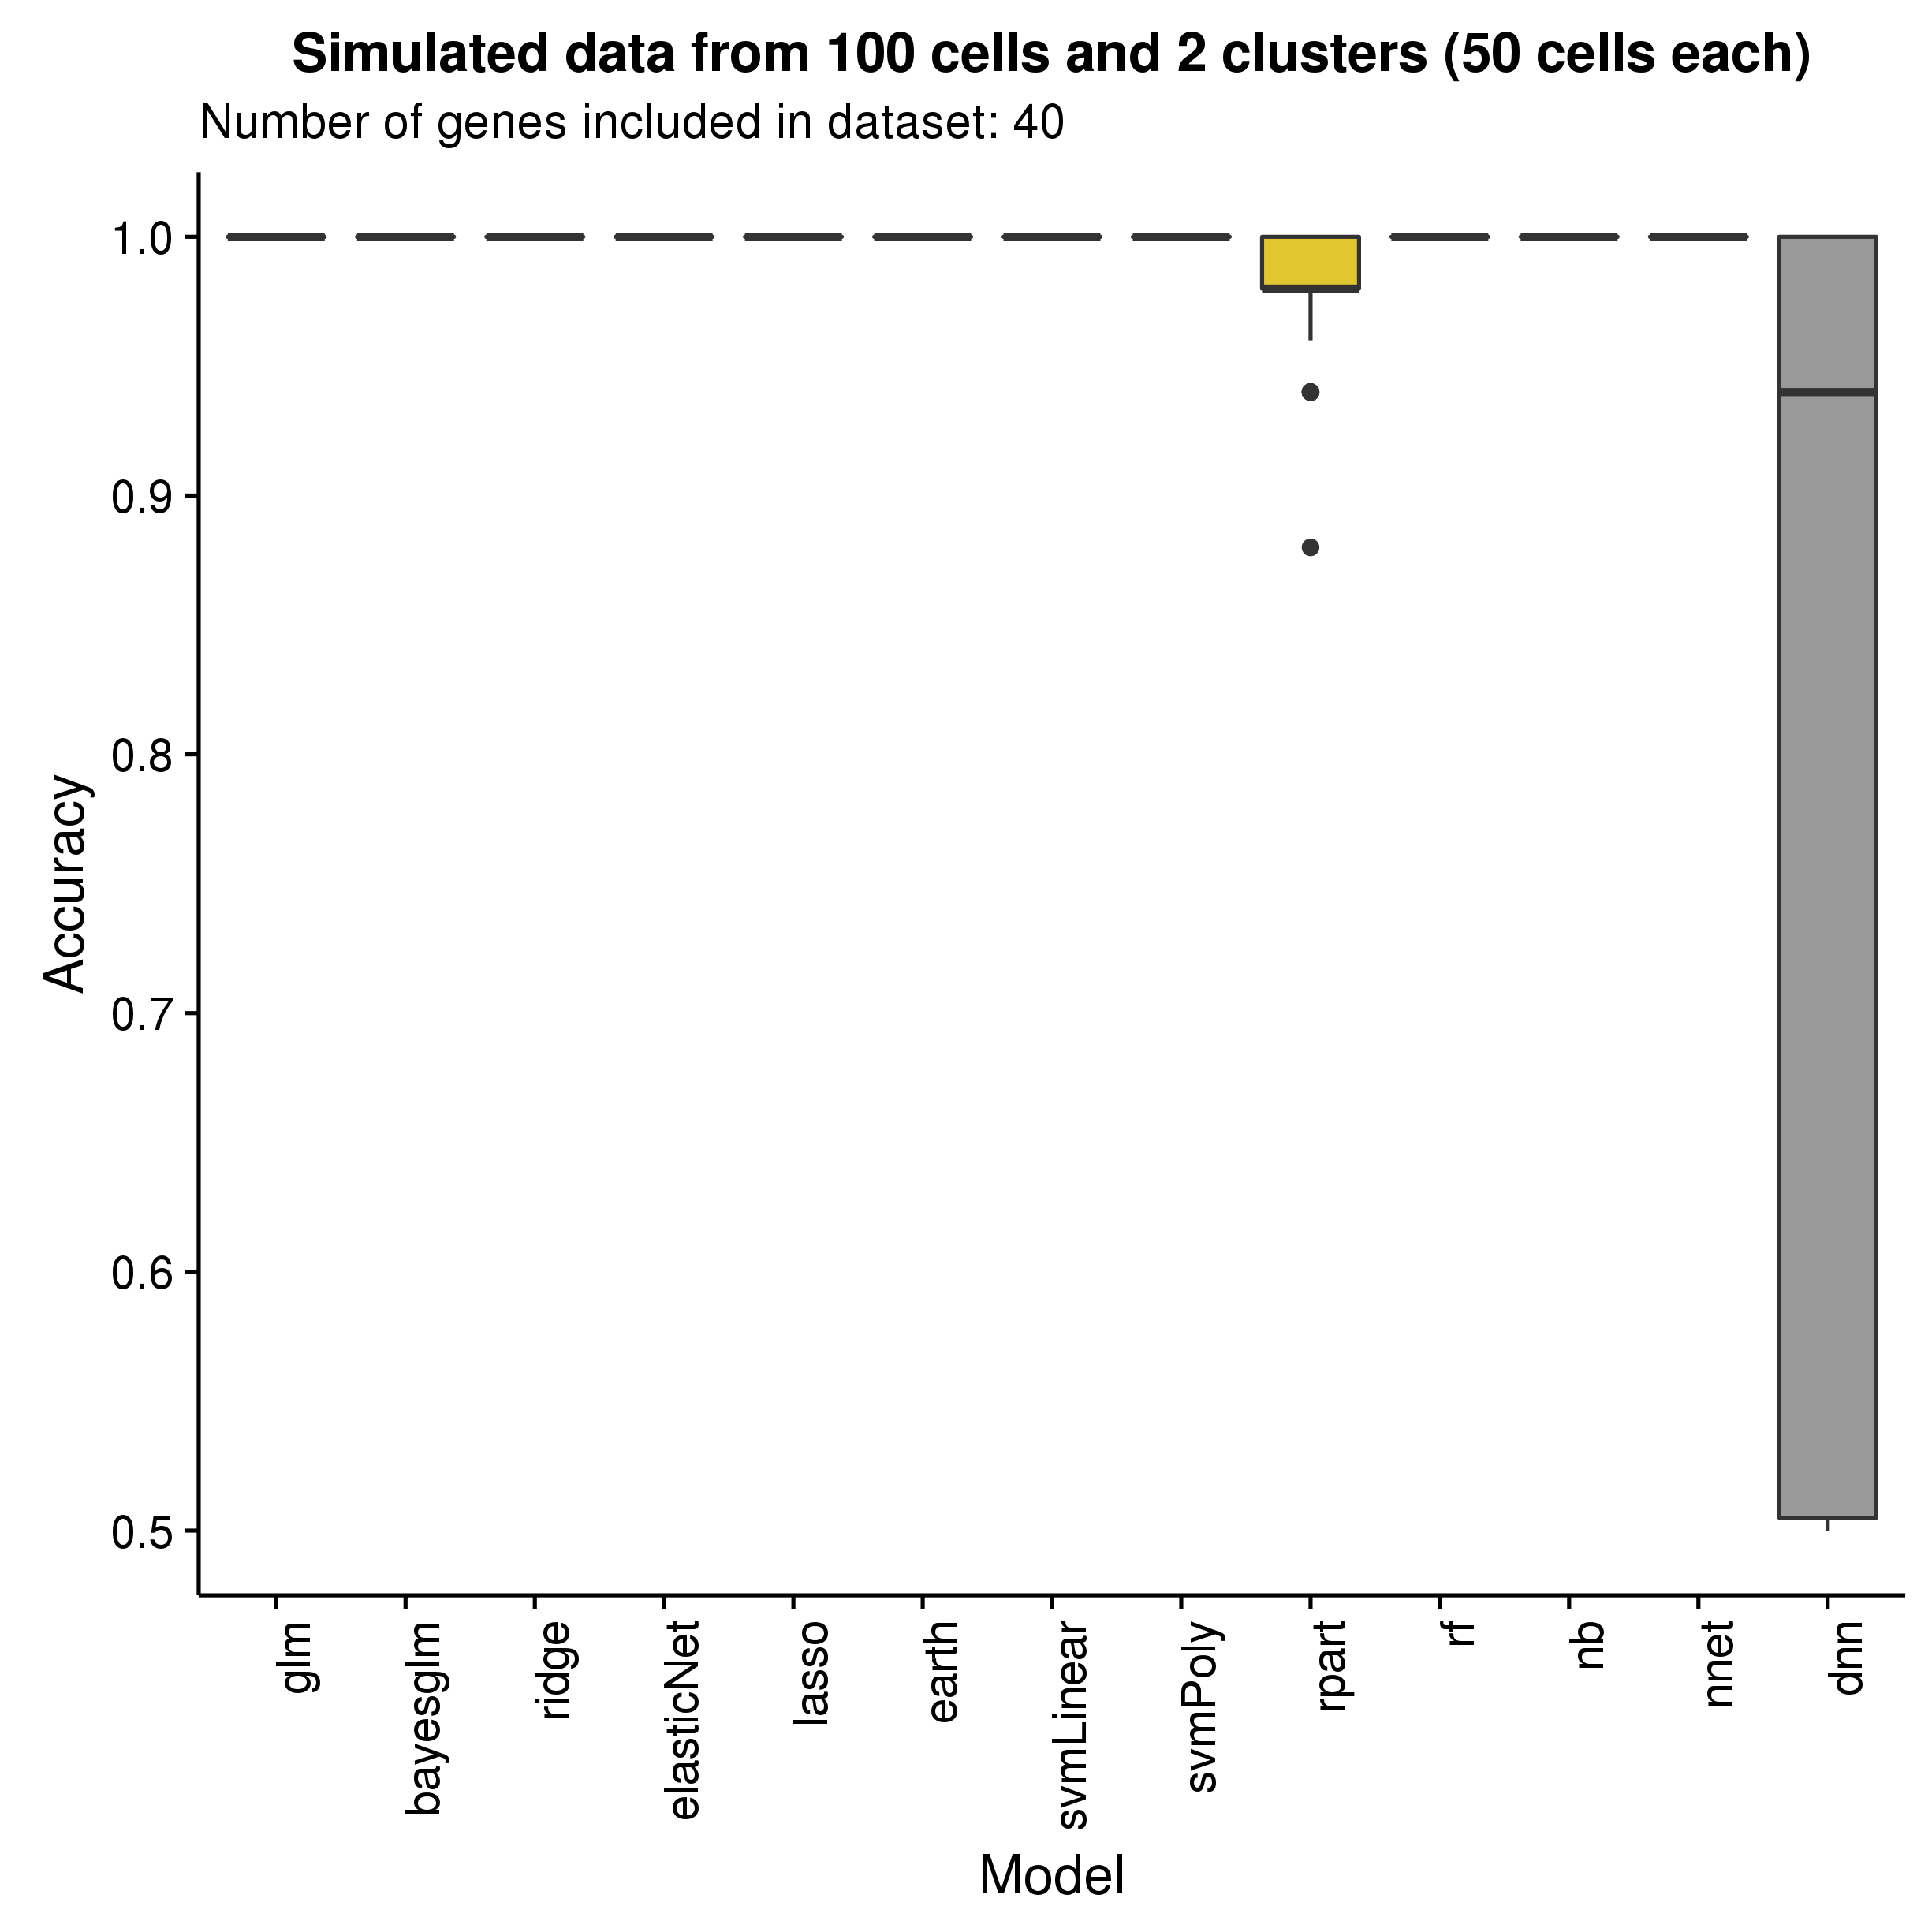 Simulated data from 100 cells and 2 clusters (50 cells each)
Number of genes included in dataset: 40
1.0
0.9
0.8
0.7
0.6
0.5
Accuracy
glm
bayesglm
ridge
elasticNet
lasso
earth
svmLinear
svmPoly
rpart
rf
nb
nnet
dnn
Model